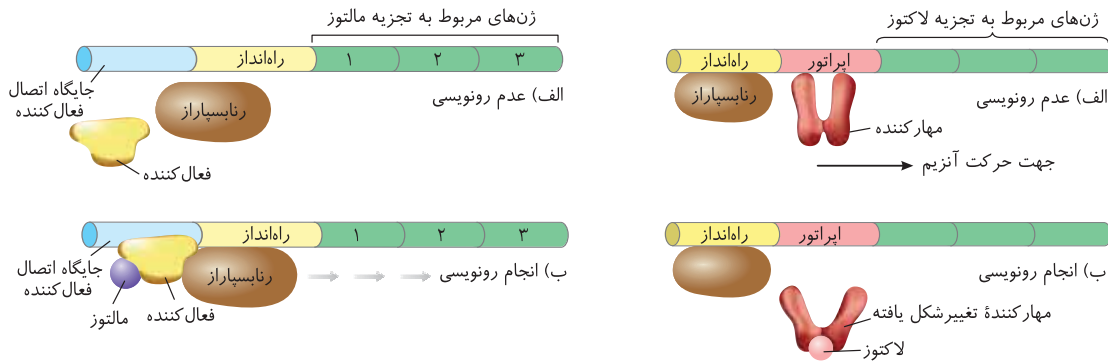 ژن‌های مربوط به تجزیه لاکتوز
راه‌انداز
اپراتور
رنابسپاراز
الف) عدم رونویسی
مهارکننده
جهت حرکت آنزیم
راه‌انداز
اپراتور
ب) انجام رونویسی
مهارکنندهٔ تغییرشکل یافته
لاکتوز
ژن‌های مربوط به تجزیه مالتوز
راه‌انداز
۱
۲
۳
جایگاه اتصال
فعال‌کننده
رنابسپاراز
الف) عدم رونویسی
فعال‌کننده
راه‌انداز
۱
۲
۳
جایگاه اتصال
فعال‌کننده
رنابسپاراز
ب) انجام رونویسی
مالتوز
فعال‌کننده